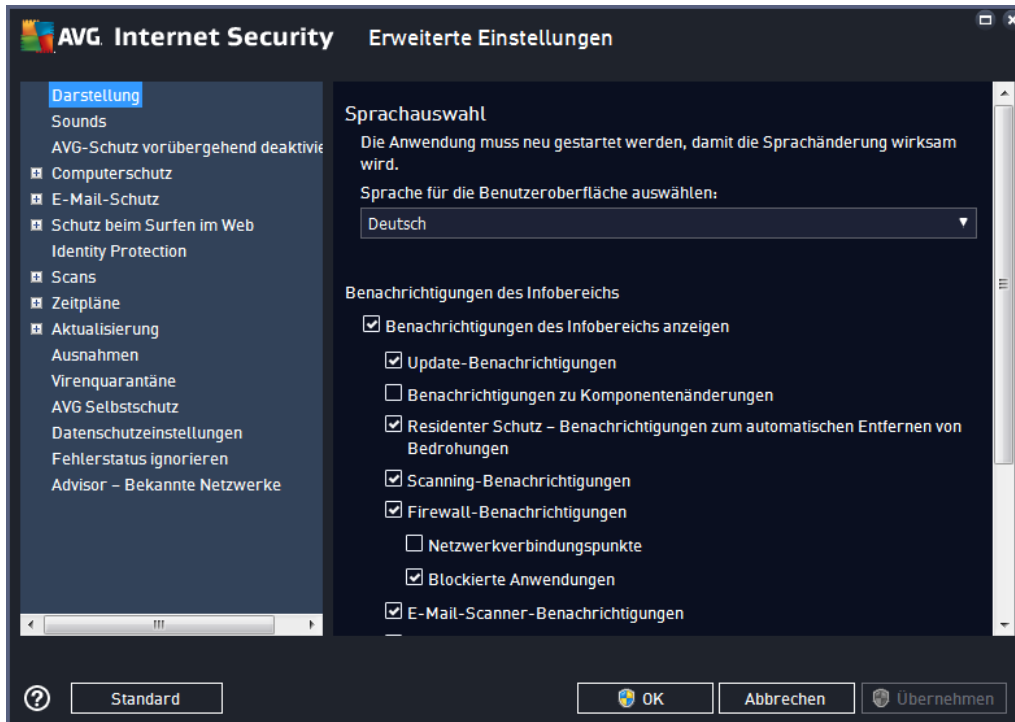 AVG. Internet Security Erweiterte Einstellungen
Darstellung
Sounds
AVG-Schutz vorübergehend deaktivie
Computerschutz
E-Mail-Schutz
Schutz beim Surfen im Web
Identity Protection
Scans
Zeitpläne
Aktualisierung
Ausnahmen
Virenquarantäne
AVG Selbstschutz
Datenschutzeinstellungen
Fehlerstatus ignorieren
Advisor – Bekannte Netzwerke
Sprachauswahl
Die Anwendung muss neu gestartet werden, damit die Sprachänderung wirksam
wird.
Sprache für die Benutzeroberfläche auswählen:
Deutsch
Benachrichtigungen des Infobereichs
Benachrichtigungen des Infobereichs anzeigen
Update-Benachrichtigungen
Benachrichtigungen zu Komponentenänderungen
Residenter Schutz – Benachrichtigungen zum automatischen Entfernen von
Bedrohungen
Scanning-Benachrichtigungen
Firewall-Benachrichtigungen
Netzwerkverbindungspunkte
Blockierte Anwendungen
E-Mail-Scanner-Benachrichtigungen
Standard
OK
Abbrechen
Übernehmen